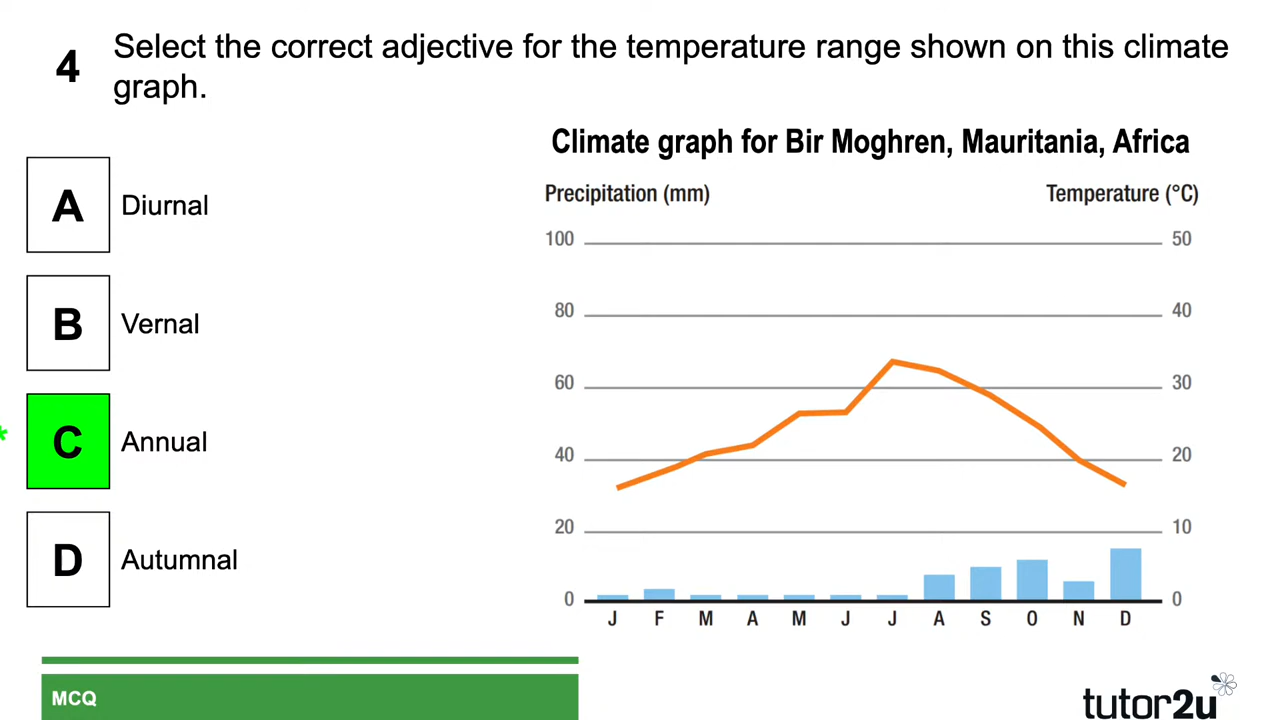 4
Select the correct adjective for the temperature range shown on this climate
graph.
A
Diurnal
B
Vernal
*
C
Annual
D
Autumnal
Climate graph for Bir Moghren, Mauritania, Africa
Precipitation (mm)
Temperature (°C)
100
50
80
40
60
30
40
20
20
10
0
0
J F M A M J J A S O N D
MCQ
tutor2u